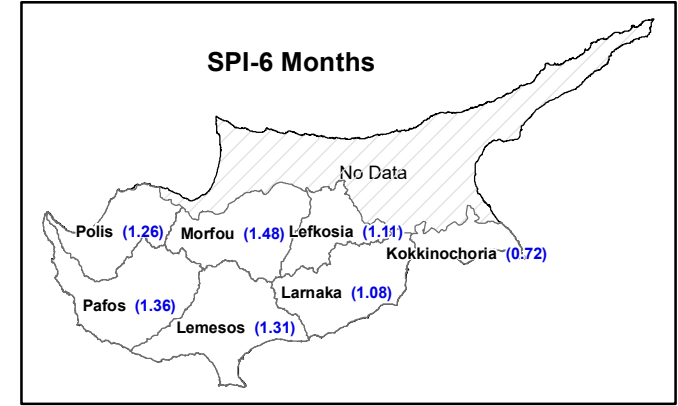 SPI-6 Months
No Data
Polis (1.26)
Morfou (1.48)
Lefkosia (1.11)
Kokkinochoria (0.72)
Pafos (1.36)
Larnaka (1.08)
Lemesos (1.31)